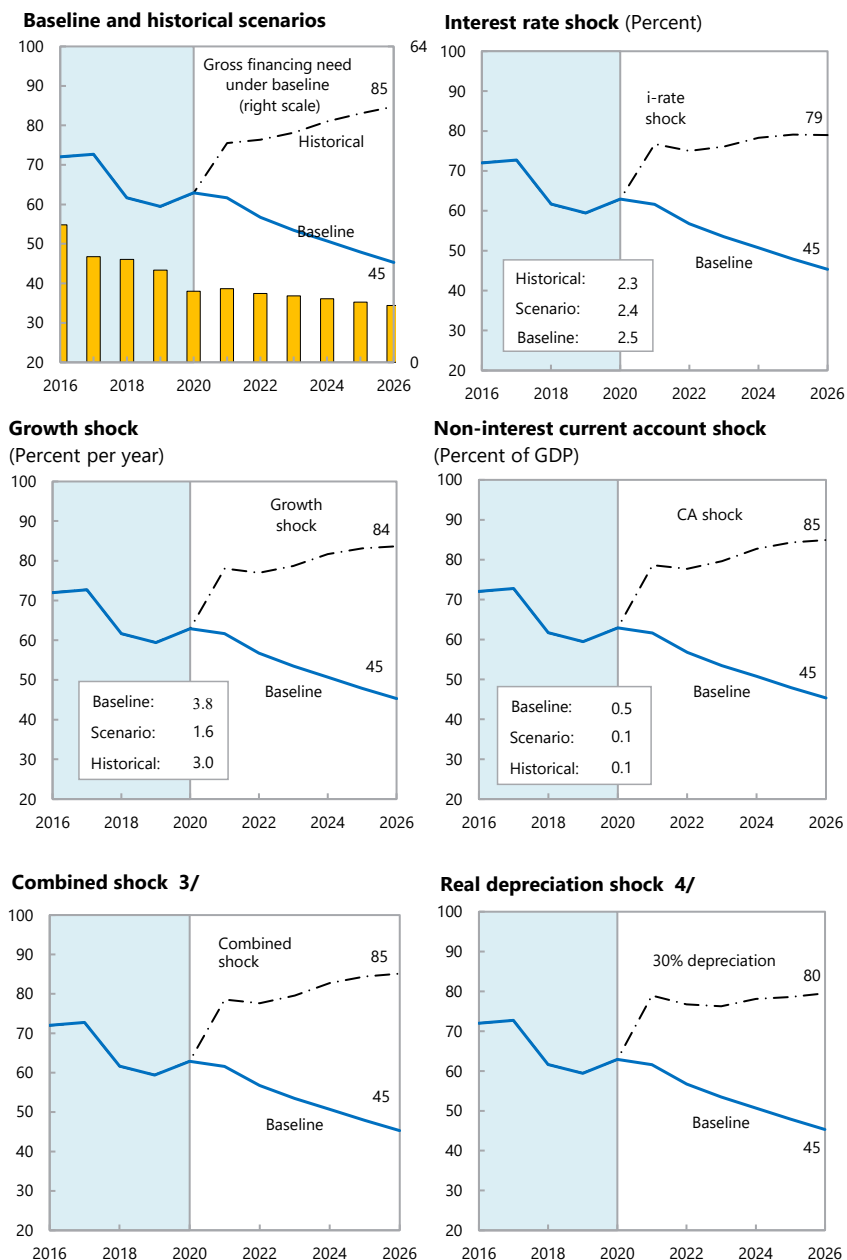 Baseline and historical scenarios
100
90
80
70
60
50
40
30
20
64
0
Gross financing need
under baseline
(right scale)
85
Historical
Baseline
45
2016 2018 2020 2022 2024 2026
Interest rate shock (Percent)
100
90
80
70
60
50
40
30
20
i-rate
shock
79
45
Baseline
Historical: 2.3
Scenario: 2.4
Baseline: 2.5
2016 2018 2020 2022 2024 2026
Growth shock
(Percent per year)
100
90
80
70
60
50
40
30
20
Growth
shock
84
45
Baseline
Baseline: 3.8
Scenario: 1.6
Historical: 3.0
2016 2018 2020 2022 2024 2026
Non-interest current account shock
(Percent of GDP)
100
90
80
70
60
50
40
30
20
CA shock
85
45
Baseline
Baseline: 0.5
Scenario: 0.1
Historical: 0.1
2016 2018 2020 2022 2024 2026
Combined shock 3/
100
90
80
70
60
50
40
30
20
Combined
shock
85
45
Baseline
2016 2018 2020 2022 2024 2026
Real depreciation shock 4/
100
90
80
70
60
50
40
30
20
30% depreciation
80
Baseline
45
2016 2018 2020 2022 2024 2026